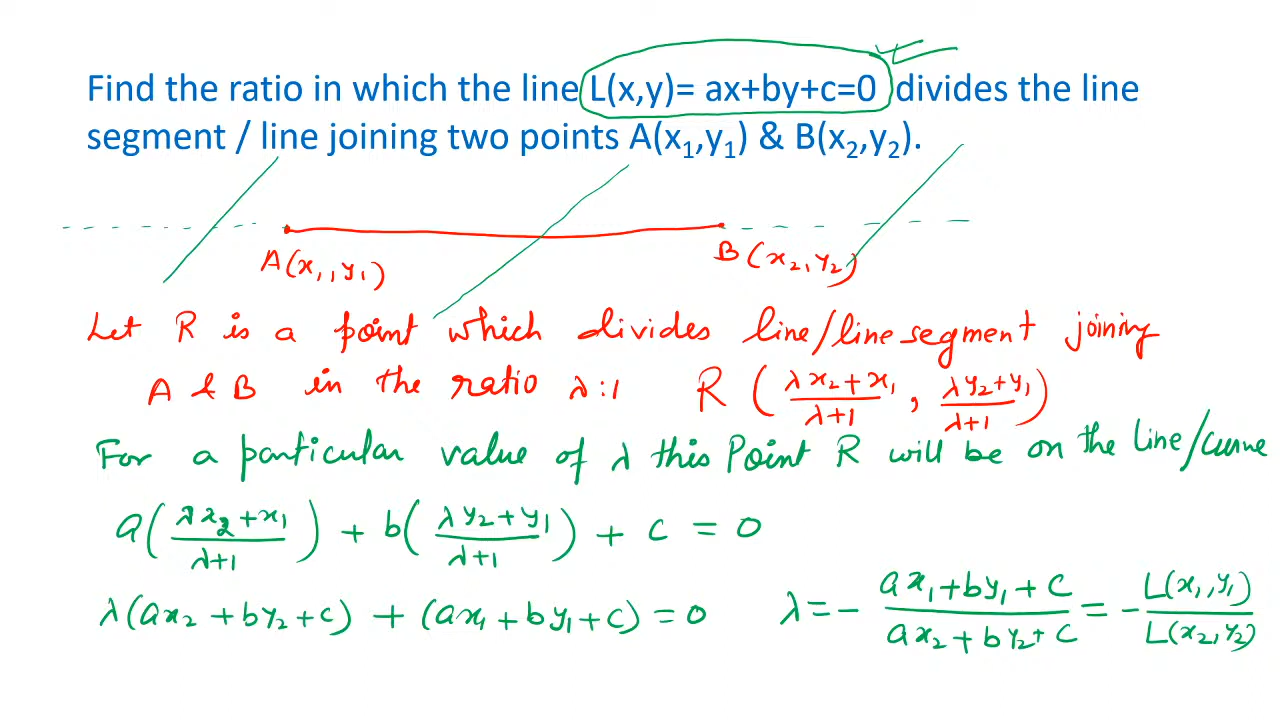 Find the ratio in which the line L(x,y)= ax+by+c=0 divides the line
segment / line joining two points A(x₁,y₁) & B(x₂,y₂).
A(x₁,y₁) B(x₂,y₂)
Let R is a point which divides line/line segment joining
A & B in the ratio λ:1 R ( (λx₂+x₁)/(λ+1) , (λy₂+y₁)/(λ+1) )
For a particular value of λ this Point R will be on the Line/curve
a( (λx₂+x₁)/(λ+1) ) + b( (λy₂+y₁)/(λ+1) ) + c = 0
λ(ax₂+by₂+c) + (ax₁+by₁+c) = 0 λ = - (ax₁+by₁+c)/(ax₂+by₂+c) = - L(x₁,y₁)/L(x₂,y₂)